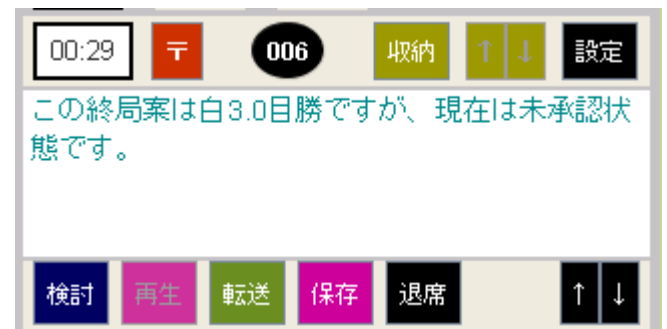 00:29 〒 006 収納 ↑ ↓ 設定
この終局案は白3.0目勝ですが、現在は未承認状
態です。
検討 再生 転送 保存 退席 ↑ ↓